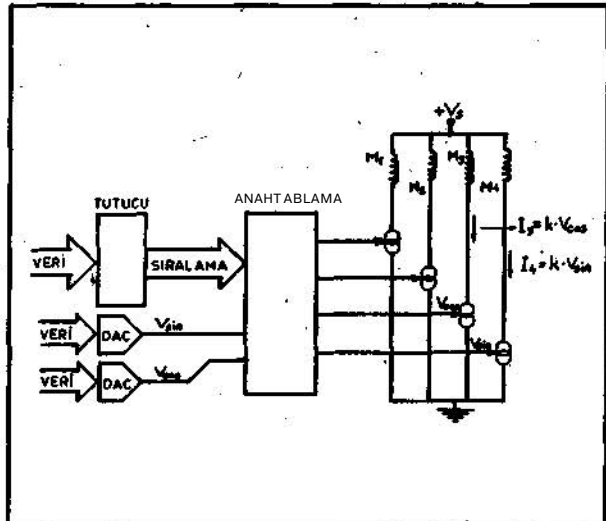 +Vs
M₁
M₂
M₃
M₄
ANAHTABLAMA
TUTUCU
I₃=k·Vcos
I₄=k·Vsin
VERİ
SIRALAMA
Vcos
VERİ
DAC
Vsin
Vsin
VERİ
DAC
Vcos